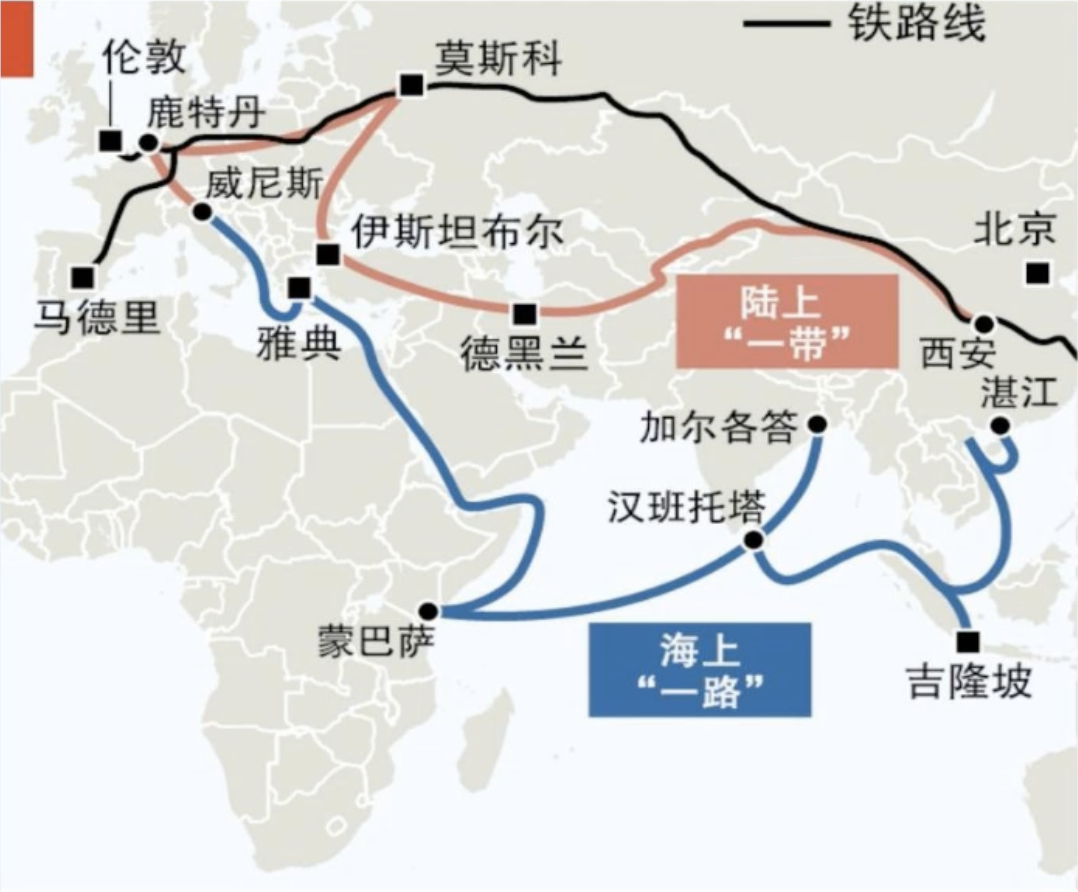 铁路线
伦敦
莫斯科
鹿特丹
威尼斯
伊斯坦布尔
北京
马德里
雅典
德黑兰
陆上
“一带”
西安
湛江
加尔各答
汉班托塔
蒙巴萨
海上
“一路”
吉隆坡